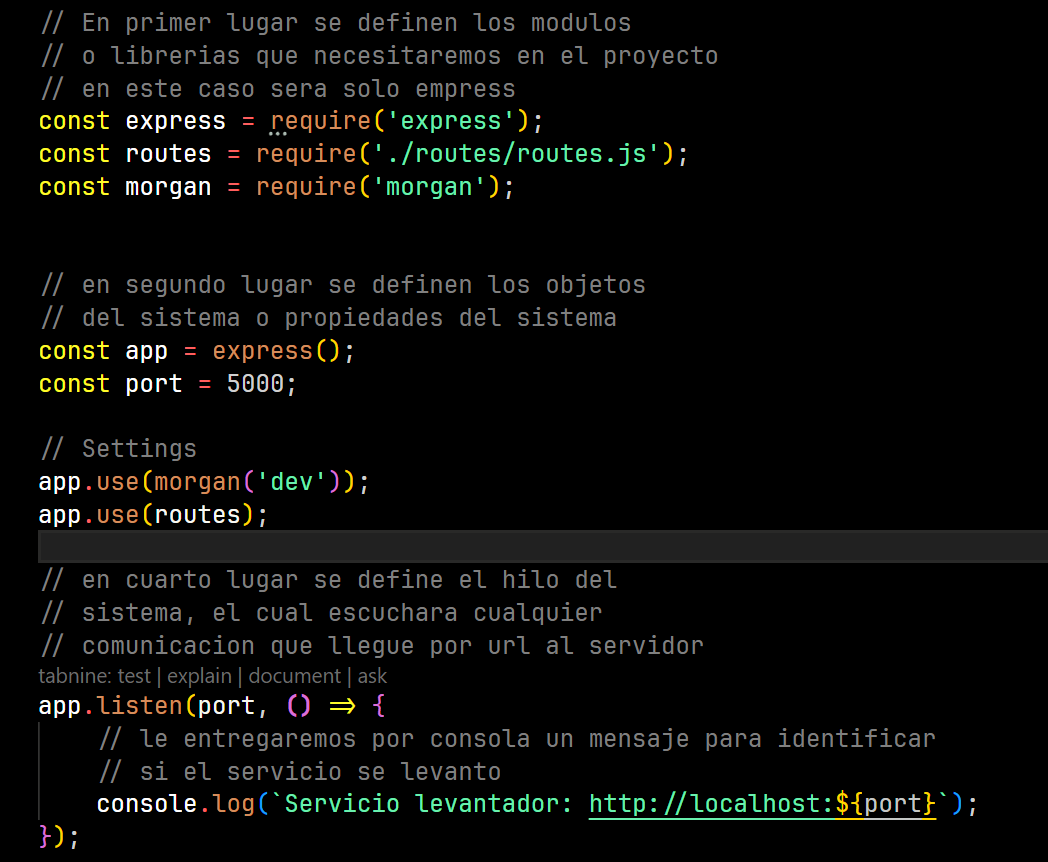 // En primer lugar se definen los modulos
// o librerias que necesitaremos en el proyecto
// en este caso sera solo empress
const express = require('express');
const routes = require('./routes/routes.js');
const morgan = require('morgan');
// en segundo lugar se definen los objetos
// del sistema o propiedades del sistema
const app = express();
const port = 5000;
// Settings
app.use(morgan('dev'));
app.use(routes);
// en cuarto lugar se define el hilo del
// sistema, el cual escuchara cualquier
// comunicacion que llegue por url al servidor
tabnine: test | explain | document | ask
app.listen(port, () => {
// le entregaremos por consola un mensaje para identificar
// si el servicio se levanto
console.log(`Servicio levantador: http://localhost:${port}`);
});